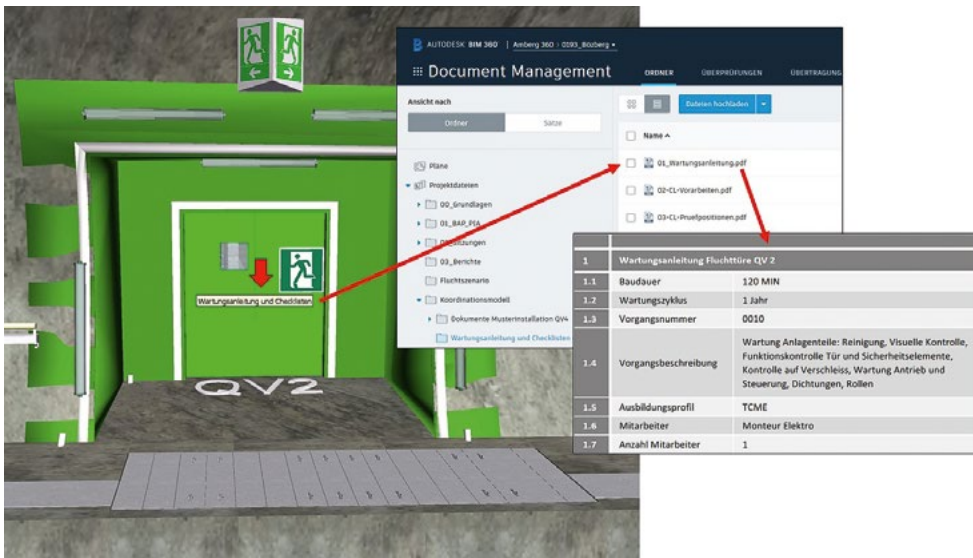 AUTODESK BIM 360 | Amberg 360 > 0193_Bözberg
Document Management
ORDNER ÜBERPRÜFUNGEN ÜBERTRAGUNG
Ansicht nach
Ordner Sätze
Dateien hochladen
Name
Pläne
Projektdateien
00_Grundlagen
01_BAP_PIA
03_Berichte
Fluchtszenario
Koordinationsmodell
Dokumente Musterinstallation QV4
Wartungsanleitung und Checklisten
01_Wartungsanleitung.pdf
02-CL-Vorarbeiten.pdf
03-CL-Pruefpositionen.pdf
Wartungsanleitung und Checklisten
QV2
1 Wartungsanleitung Fluchttüre QV 2
1.1 Baudauer 120 MIN
1.2 Wartungszyklus 1 Jahr
1.3 Vorgangsnummer 0010
1.4 Vorgangsbeschreibung Wartung Anlagenteile: Reinigung, Visuelle Kontrolle,
Funktionskontrolle Tür und Sicherheitselemente,
Kontrolle auf Verschleiss, Wartung Antrieb und
Steuerung, Dichtungen, Rollen
1.5 Ausbildungsprofil TCME
1.6 Mitarbeiter Monteur Elektro
1.7 Anzahl Mitarbeiter 1